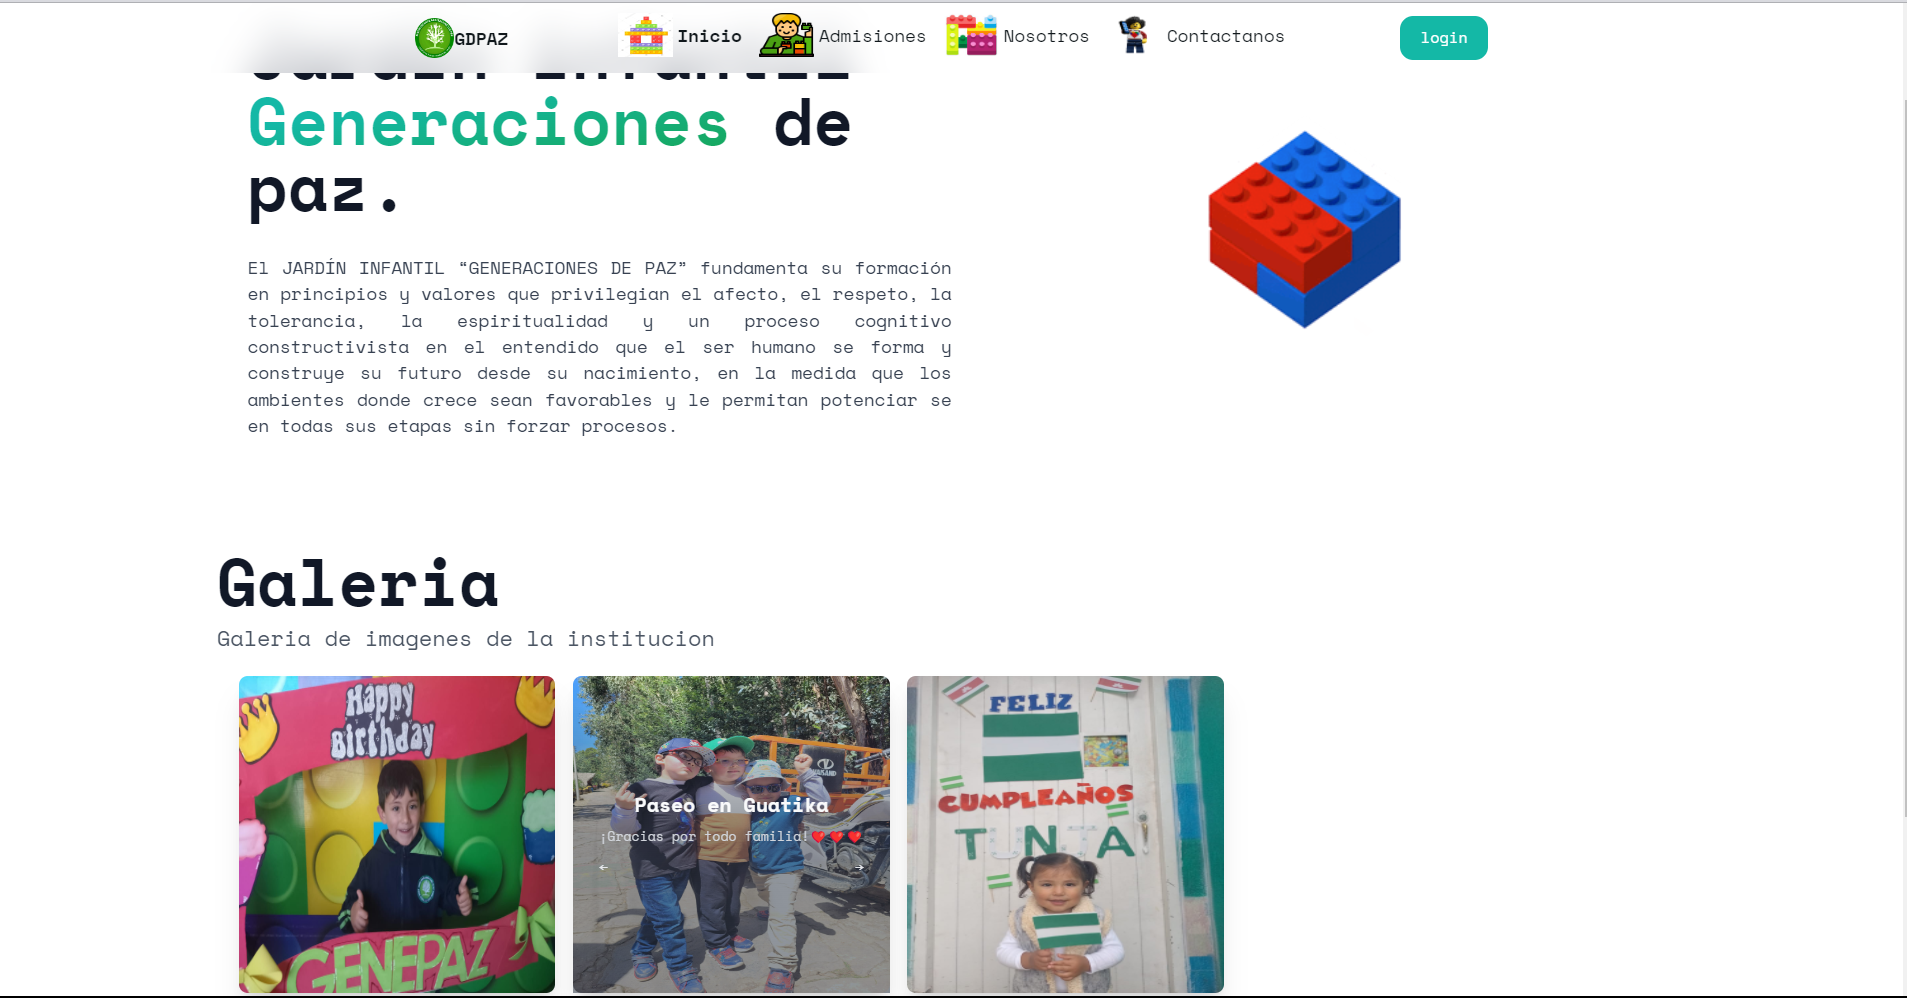 GDPAZ
Inicio
Admisiones
Nosotros
Contactanos
login
Jardín Infantil
Generaciones de
paz.
El JARDÍN INFANTIL “GENERACIONES DE PAZ” fundamenta su formación
en principios y valores que privilegian el afecto, el respeto, la
tolerancia, la espiritualidad y un proceso cognitivo
constructivista en el entendido que el ser humano se forma y
construye su futuro desde su nacimiento, en la medida que los
ambientes donde crece sean favorables y le permitan potenciar se
en todas sus etapas sin forzar procesos.
Galeria
Galeria de imagenes de la institucion
Happy
Birthday
GENEPAZ
Paseo en Guatika
¡Gracias por todo familia!❤️❤️❤️
← →
FELIZ
CUMPLEAÑOS
TUNJA